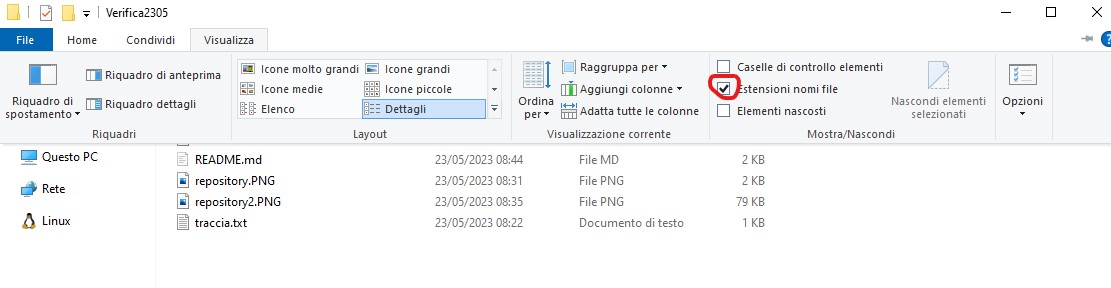 Verifica2305
File Home Condividi Visualizza
Riquadro di spostamento
Riquadro di anteprima
Riquadro dettagli
Riquadri
Icone molto grandi Icone grandi
Icone medie Icone piccole
Elenco Dettagli
Layout
Ordina per
Raggruppa per
Aggiungi colonne
Adatta tutte le colonne
Visualizzazione corrente
Caselle di controllo elementi
Estensioni nomi file
Elementi nascosti
Nascondi elementi selezionati
Mostra/Nascondi
Opzioni
Questo PC
Rete
Linux
README.md 23/05/2023 08:44 File MD 2 KB
repository.PNG 23/05/2023 08:31 File PNG 2 KB
repository2.PNG 23/05/2023 08:35 File PNG 79 KB
traccia.txt 23/05/2023 08:22 Documento di testo 1 KB